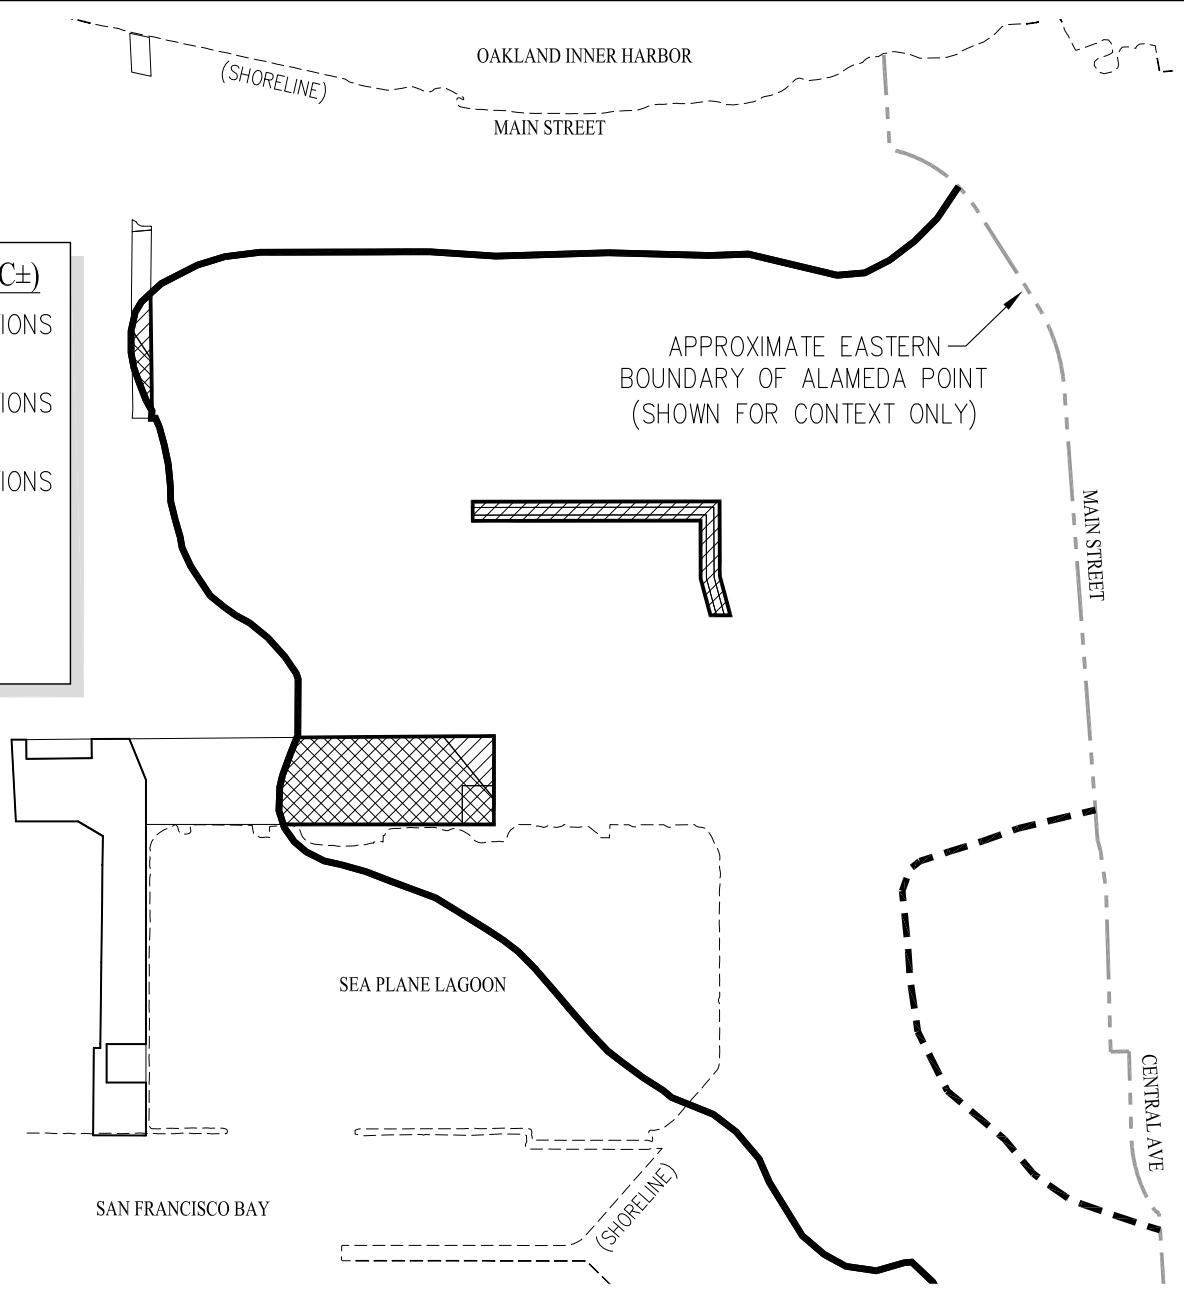 OAKLAND INNER HARBOR
(SHORELINE)
MAIN STREET
C±)
IONS
IONS
IONS
APPROXIMATE EASTERN
BOUNDARY OF ALAMEDA POINT
(SHOWN FOR CONTEXT ONLY)
MAIN STREET
SEA PLANE LAGOON
CENTRAL AVE
(SHORELINE)
SAN FRANCISCO BAY